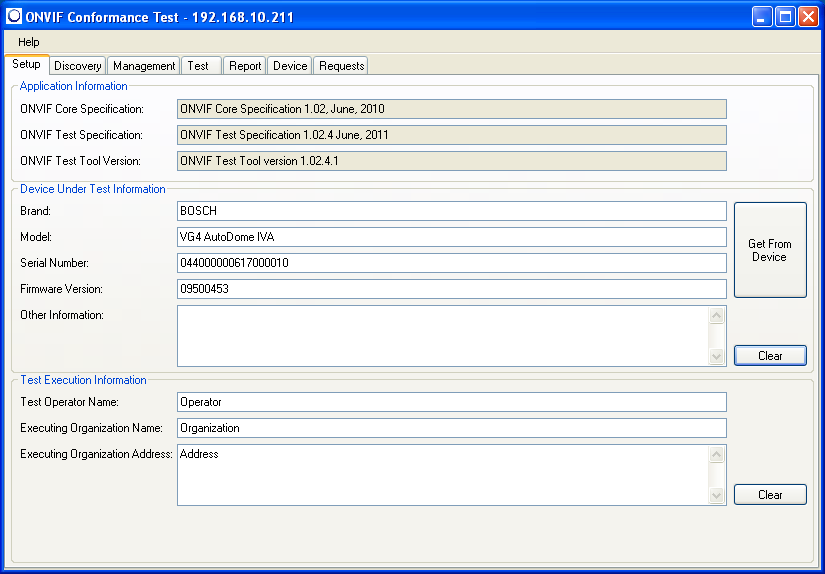 ONVIF Conformance Test - 192.168.10.211
Help
Setup Discovery Management Test Report Device Requests
Application Information
ONVIF Core Specification: ONVIF Core Specification 1.02, June, 2010
ONVIF Test Specification: ONVIF Test Specification 1.02.4 June, 2011
ONVIF Test Tool Version: ONVIF Test Tool version 1.02.4.1
Device Under Test Information
Brand: BOSCH
Model: VG4 AutoDome IVA
Get From
Device
Serial Number: 044000000617000010
Firmware Version: 09500453
Other Information:
Clear
Test Execution Information
Test Operator Name: Operator
Executing Organization Name: Organization
Executing Organization Address: Address
Clear